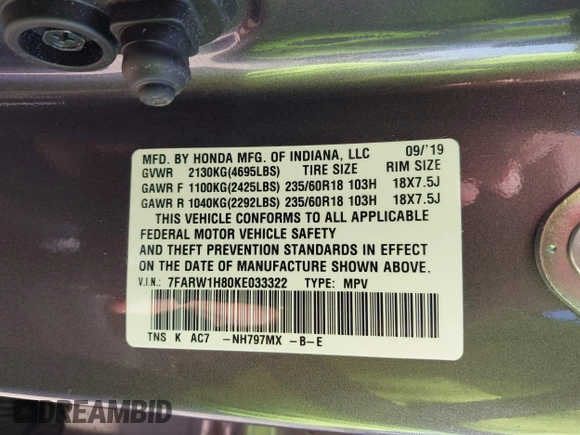 MFD. BY HONDA MFG. OF INDIANA, LLC 09/'19
GVWR 2130KG(4695LBS) TIRE SIZE RIM SIZE
GAWR F 1100KG(2425LBS) 235/60R18 103H 18X7.5J
GAWR R 1040KG(2292LBS) 235/60R18 103H 18X7.5J
THIS VEHICLE CONFORMS TO ALL APPLICABLE
FEDERAL MOTOR VEHICLE SAFETY
AND THEFT PREVENTION STANDARDS IN EFFECT
ON THE DATE OF MANUFACTURE SHOWN ABOVE.
V.I.N.: 7FARW1H80KE033322 TYPE: MPV
TNS K AC7 -NH797MX -B-E
DREAMBID